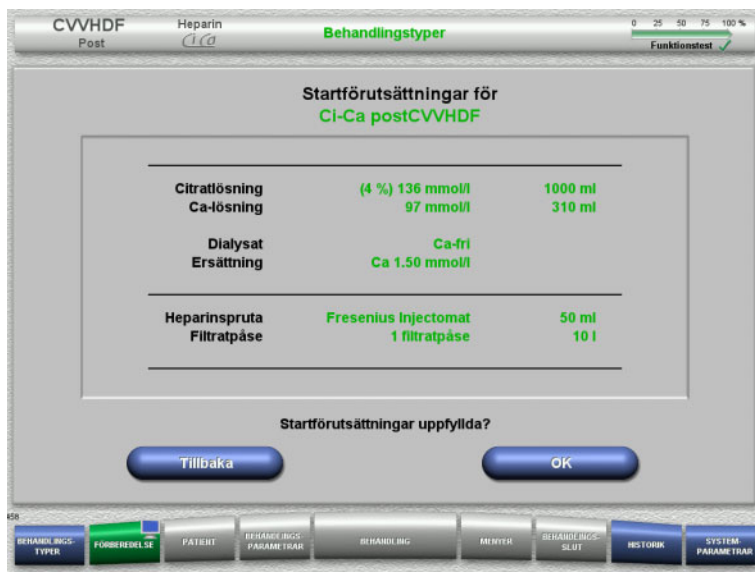 CVVHDF Heparin Behandlingstyper 0 25 50 75 100 %
Post CiCa Funktionstest
Startförutsättningar för
Ci-Ca postCVVHDF
Citratlösning (4 %) 136 mmol/l 1000 ml
Ca-lösning 97 mmol/l 310 ml
Dialysat Ca-fri
Ersättning Ca 1.50 mmol/l
Heparinspruta Fresenius Injectomat 50 ml
Filtratpåse 1 filtratpåse 10 l
Startförutsättningar uppfyllda?
Tillbaka OK
BEHANDLINGS-
TYPER
FÖRBEREDELSE
PATIENT
BEHANDLINGS-
PARAMETRAR
BEHANDLING
MENYER
BEHANDLINGS-
SLUT
HISTORIK
SYSTEM-
PARAMETRAR